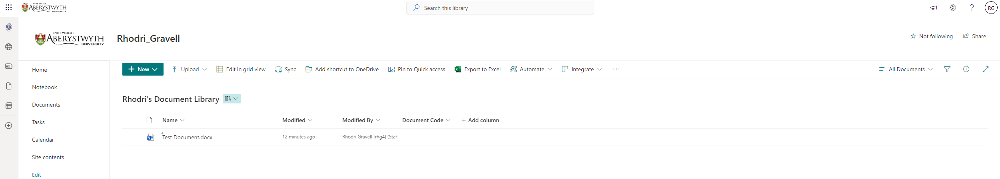 1872
PRIFYSGOL
ABERYSTWYTH
UNIVERSITY
Search this library
RG
1872
PRIFYSGOL
ABERYSTWYTH
UNIVERSITY
Rhodri_Gravell
Not following
Share
Home
Notebook
Documents
Tasks
Calendar
Site contents
Edit
New
Upload
Edit in grid view
Sync
Add shortcut to OneDrive
Pin to Quick access
Export to Excel
Automate
Integrate
...
All Documents
Rhodri's Document Library
Name
Modified
Modified By
Document Code
+ Add column
Test Document.docx
12 minutes ago
Rhodri Gravell [rhg4] (Staf